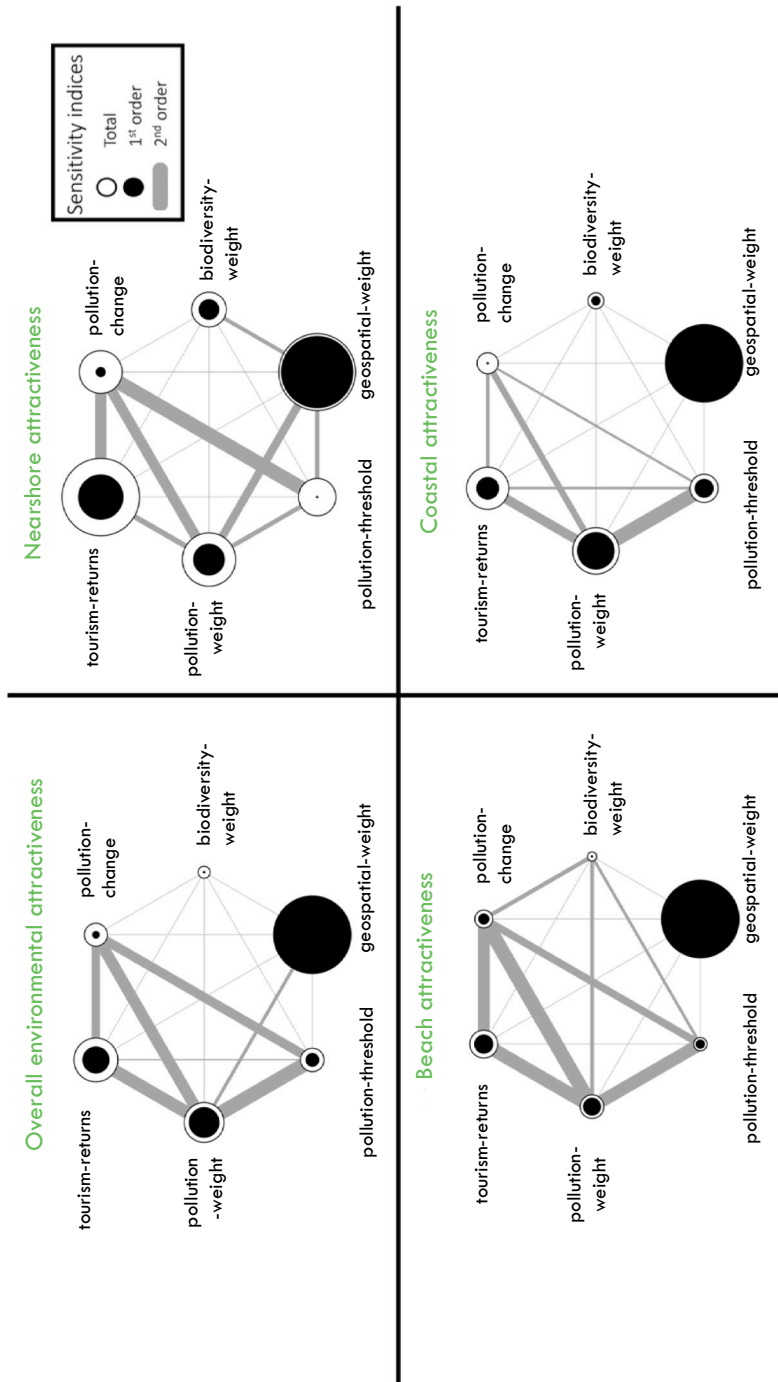 Overall environmental attractiveness
tourism-returns
pollution-
change
pollution
-weight
biodiversity-
weight
pollution-threshold
geospatial-weight
Nearshore attractiveness
tourism-returns
pollution-
change
pollution-
weight
biodiversity-
weight
pollution-threshold
geospatial-weight
Sensitivity indices
Total
1st order
2nd order
Beach attractiveness
tourism-returns
pollution-
change
pollution-
weight
biodiversity-
weight
pollution-threshold
geospatial-weight
Coastal attractiveness
tourism-returns
pollution-
change
pollution-
weight
biodiversity-
weight
pollution-threshold
geospatial-weight